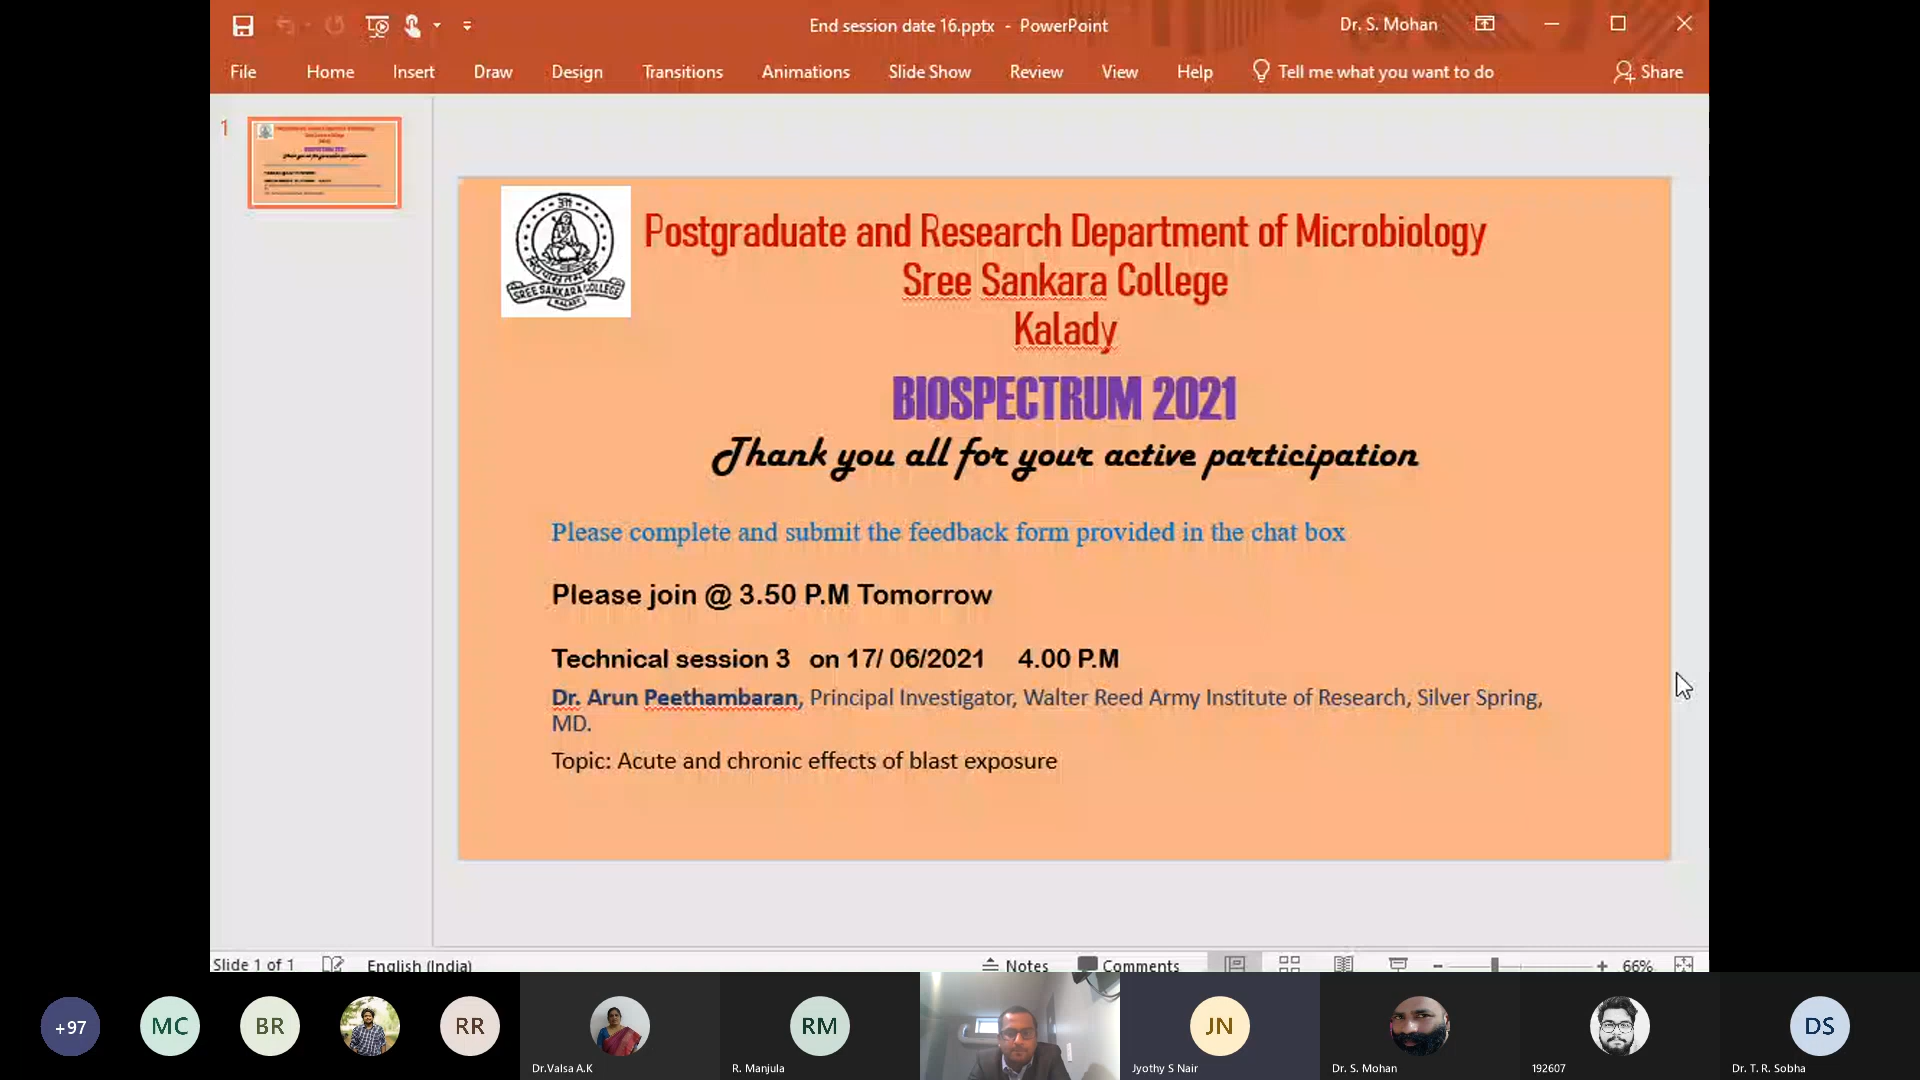 End session date 16.pptx - PowerPoint
Dr. S. Mohan
File Home Insert Draw Design Transitions Animations Slide Show Review View Help Tell me what you want to do Share
1
SREE SANKARA COLLEGE
KALADY
Postgraduate and Research Department of Microbiology
Sree Sankara College
Kalady
BIOSPECTRUM 2021
Thank you all for your active participation
Please complete and submit the feedback form provided in the chat box
Please join @ 3.50 P.M Tomorrow
Technical session 3 on 17/ 06/2021 4.00 P.M
Dr. Arun Peethambaran, Principal Investigator, Walter Reed Army Institute of Research, Silver Spring,
MD.
Topic: Acute and chronic effects of blast exposure
Slide 1 of 1 English (India) Notes Comments 66%
+97 MC BR RR RM JN DS
Dr.Valsa A.K R. Manjula Jyothy S Nair Dr. S. Mohan 192607 Dr. T. R. Sobha